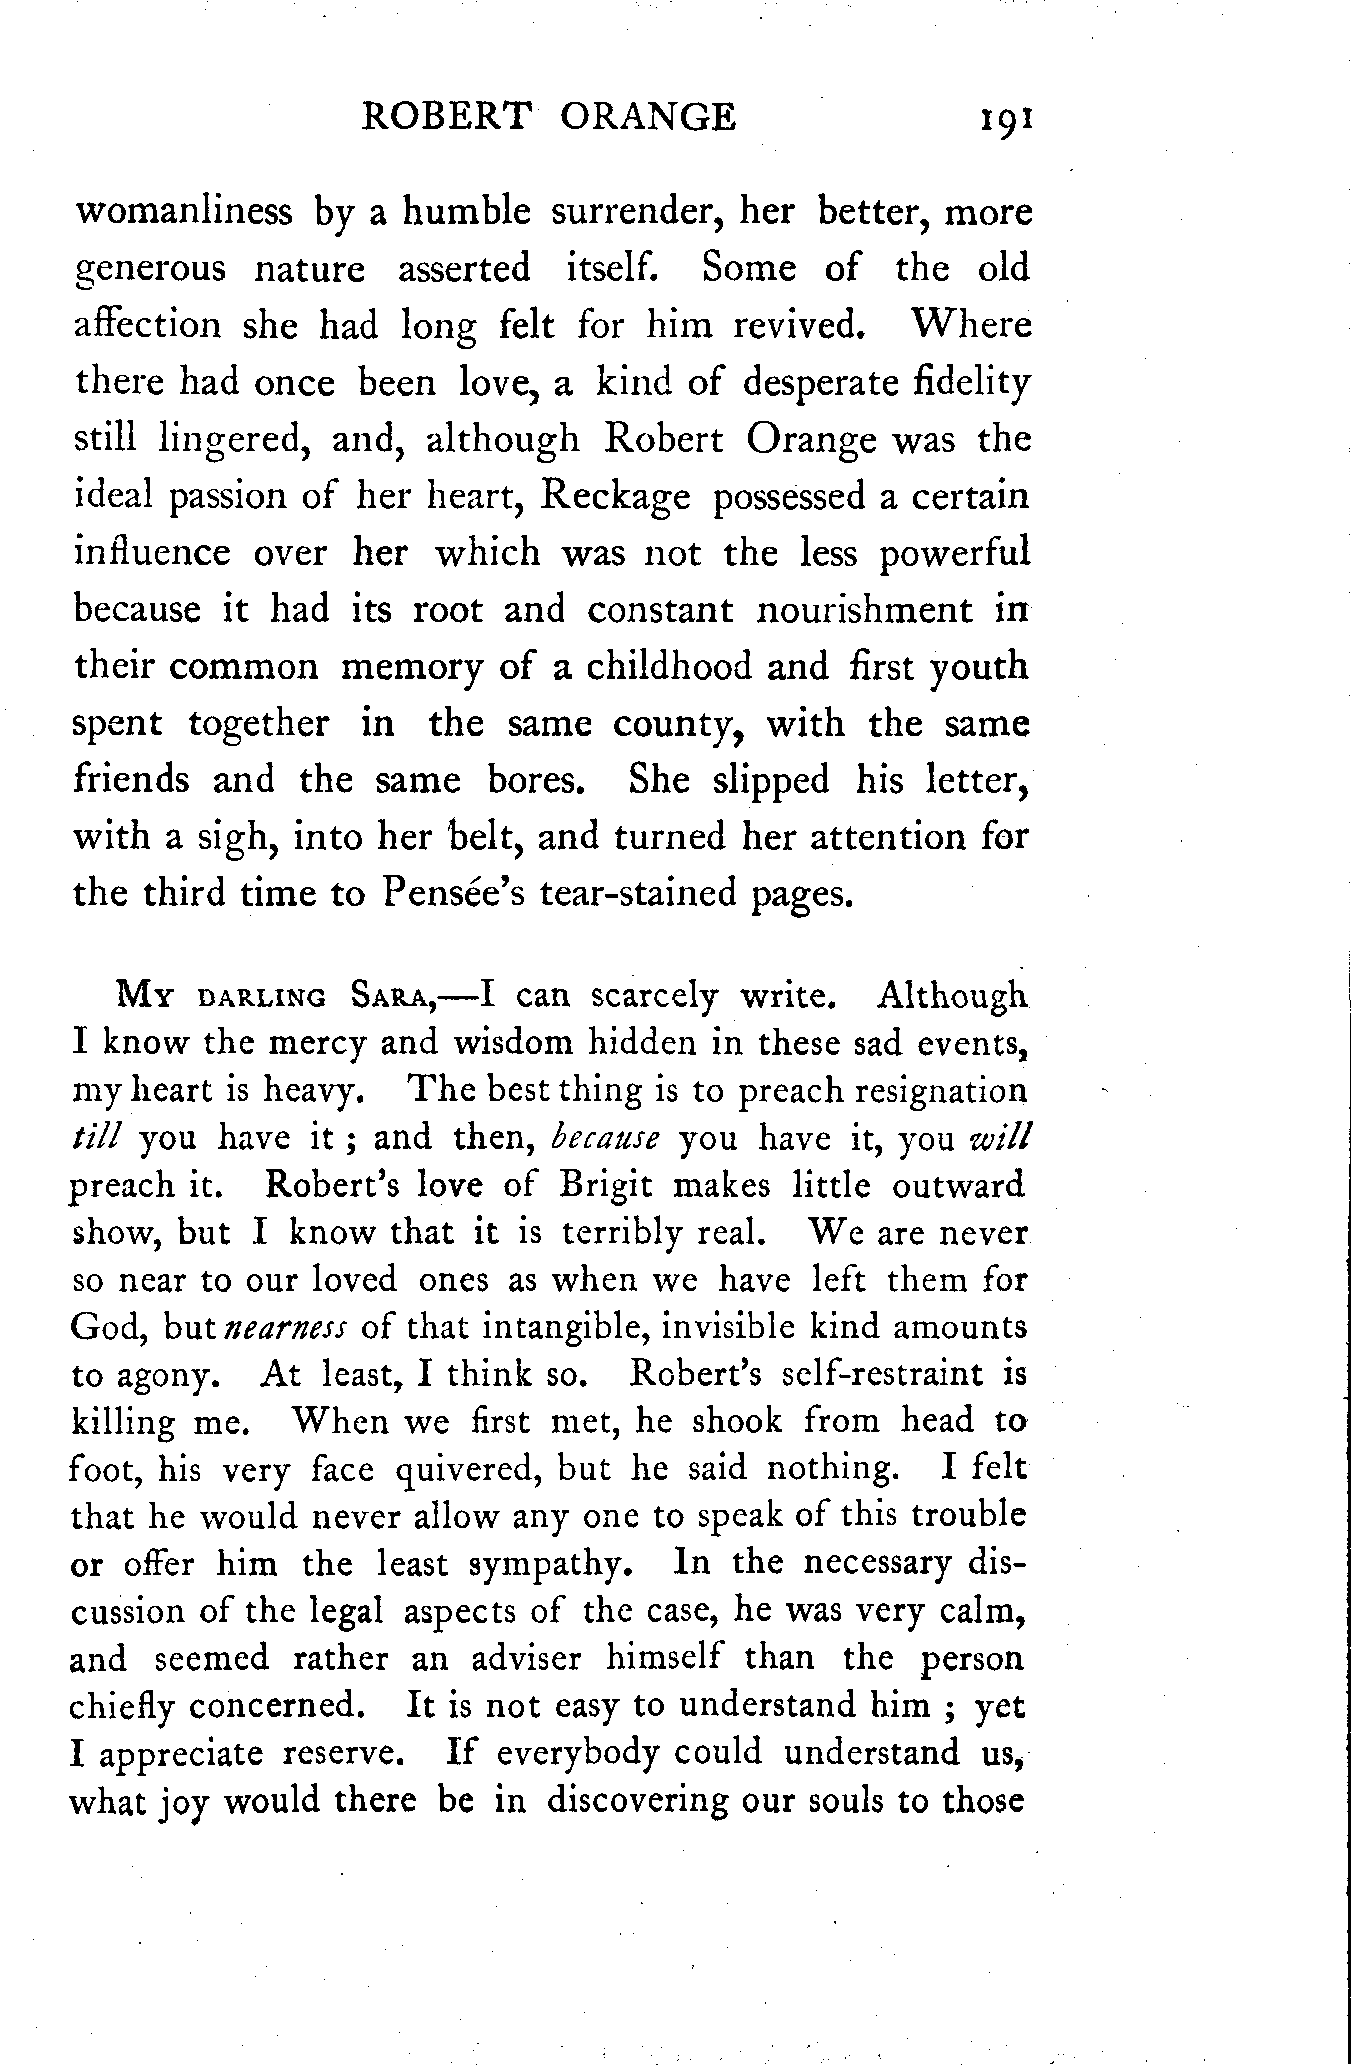 ROBERT ORANGE 191
womanliness by a humble surrender, her better, more
generous nature asserted itself. Some of the old
affection she had long felt for him revived. Where
there had once been love, a kind of desperate fidelity
still lingered, and, although Robert Orange was the
ideal passion of her heart, Reckage possessed a certain
influence over her which was not the less powerful
because it had its root and constant nourishment in
their common memory of a childhood and first youth
spent together in the same county, with the same
friends and the same bores. She slipped his letter,
with a sigh, into her belt, and turned her attention for
the third time to Pensée's tear-stained pages.
My darling Sara,—I can scarcely write. Although
I know the mercy and wisdom hidden in these sad events,
my heart is heavy. The best thing is to preach resignation
till you have it ; and then, because you have it, you will
preach it. Robert's love of Brigit makes little outward
show, but I know that it is terribly real. We are never
so near to our loved ones as when we have left them for
God, but nearness of that intangible, invisible kind amounts
to agony. At least, I think so. Robert's self-restraint is
killing me. When we first met, he shook from head to
foot, his very face quivered, but he said nothing. I felt
that he would never allow any one to speak of this trouble
or offer him the least sympathy. In the necessary dis-
cussion of the legal aspects of the case, he was very calm,
and seemed rather an adviser himself than the person
chiefly concerned. It is not easy to understand him ; yet
I appreciate reserve. If everybody could understand us,
what joy would there be in discovering our souls to those